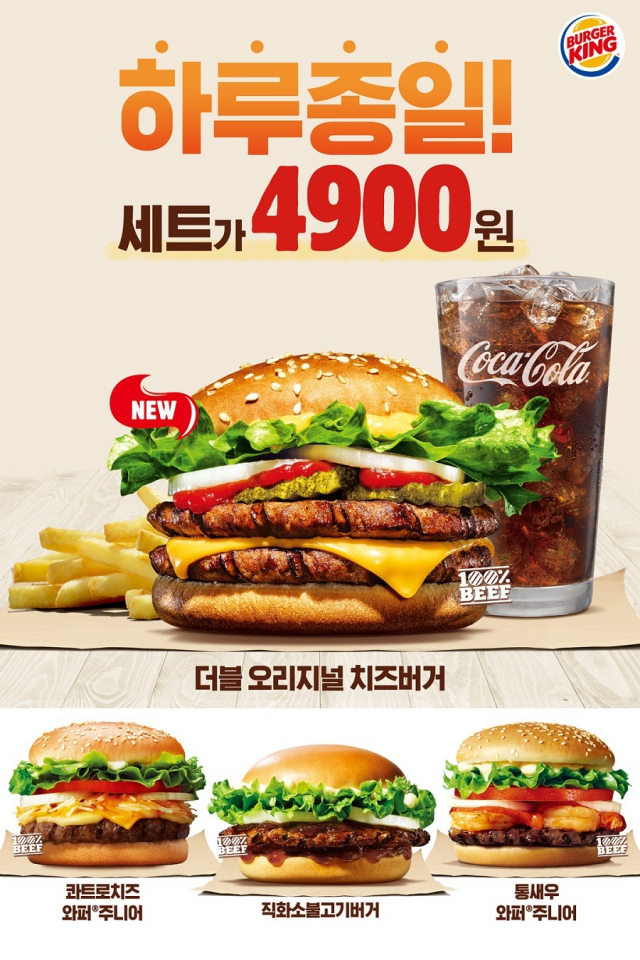 BURGER
KING
하루종일!
세트가 4900원
Coca-Cola
NEW
100%
BEEF
더블 오리지널 치즈버거
100%
BEEF
100%
BEEF
100%
BEEF
콰트로치즈
와퍼®주니어
직화소불고기버거
통새우
와퍼®주니어